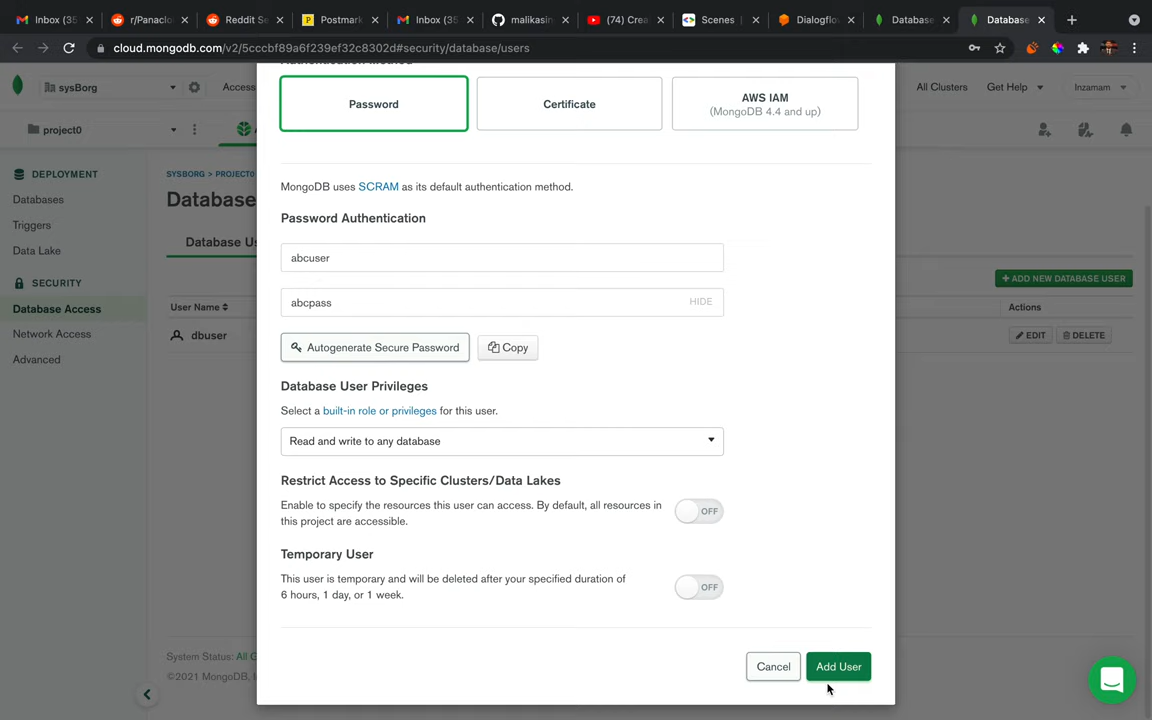 Inbox (35
r/Panaclo
Reddit Se
Postmark
Inbox (35
malikasin
(74) Crea
Scenes
Dialogflow
Database
Database
cloud.mongodb.com/v2/5cccbf89a6f239ef32c8302d#security/database/users
sysBorg
Access
All Clusters
Get Help
Inzamam
Password
Certificate
AWS IAM
(MongoDB 4.4 and up)
project0
MongoDB uses SCRAM as its default authentication method.
Password Authentication
abcuser
abcpass
HIDE
Autogenerate Secure Password
Copy
Database User Privileges
Select a built-in role or privileges for this user.
Read and write to any database
Restrict Access to Specific Clusters/Data Lakes
Enable to specify the resources this user can access. By default, all resources in
this project are accessible.
OFF
Temporary User
This user is temporary and will be deleted after your specified duration of
6 hours, 1 day, or 1 week.
OFF
Cancel
Add User
DEPLOYMENT
Databases
Triggers
Data Lake
SECURITY
Database Access
Network Access
Advanced
SYSBORG > PROJECT0
Database
Database Us
+ ADD NEW DATABASE USER
User Name
Actions
dbuser
EDIT
DELETE
System Status: All G
©2021 MongoDB, I